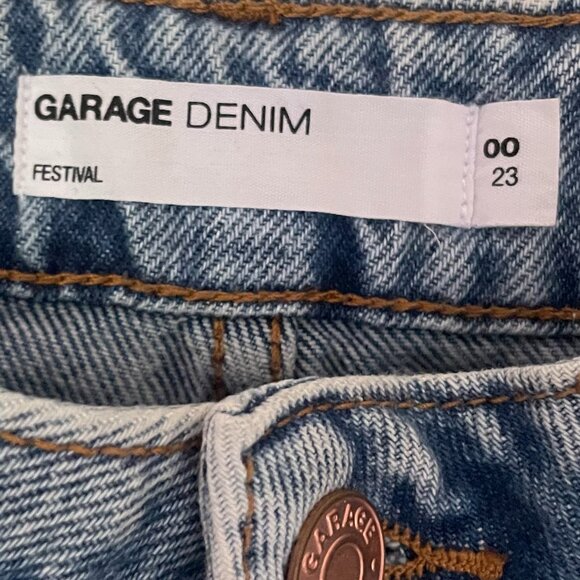 GARAGE DENIM
FESTIVAL
00
23
GARAGE